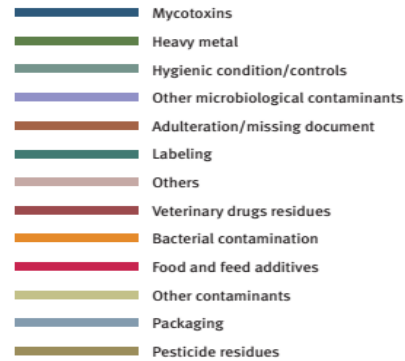 Mycotoxins
Heavy metal
Hygienic condition/controls
Other microbiological contaminants
Adulteration/missing document
Labeling
Others
Veterinary drugs residues
Bacterial contamination
Food and feed additives
Other contaminants
Packaging
Pesticide residues